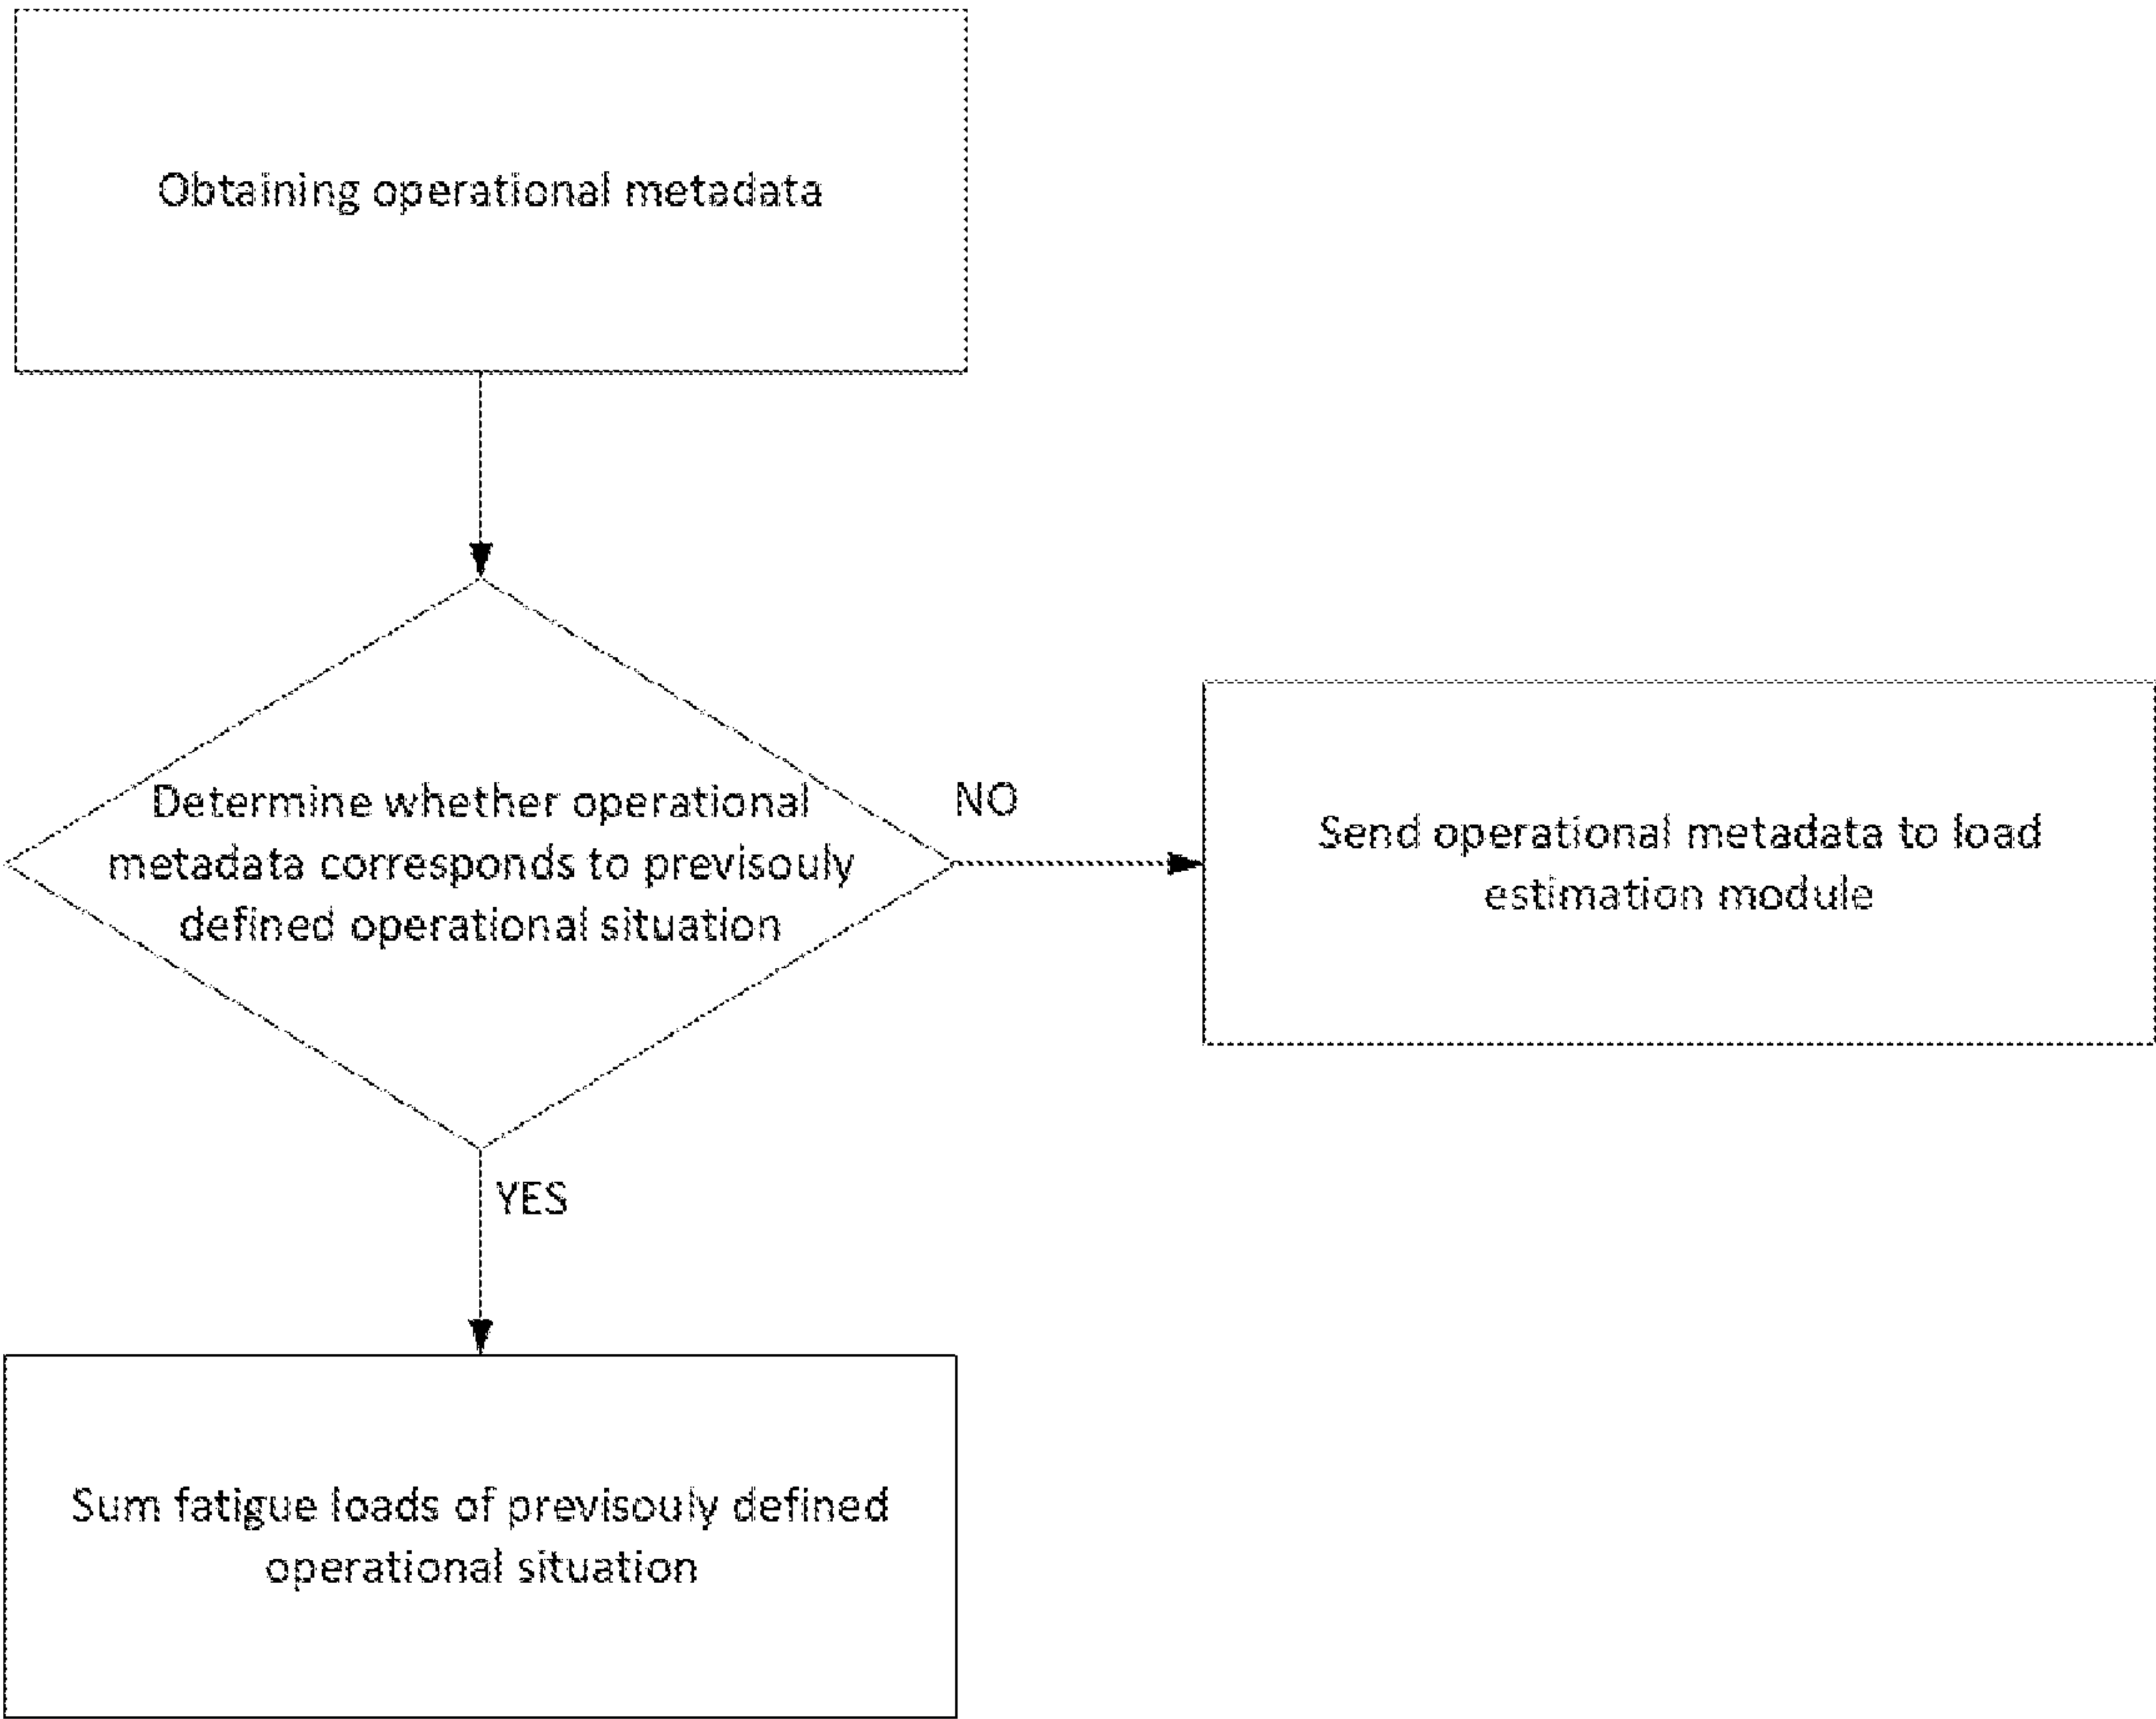 Obtaining operational metadata
Determine whether operational
metadata corresponds to previsouly
defined operational situation
NO
Send operational metadata to load
estimation module
YES
Sum fatigue loads of previsouly defined
operational situation